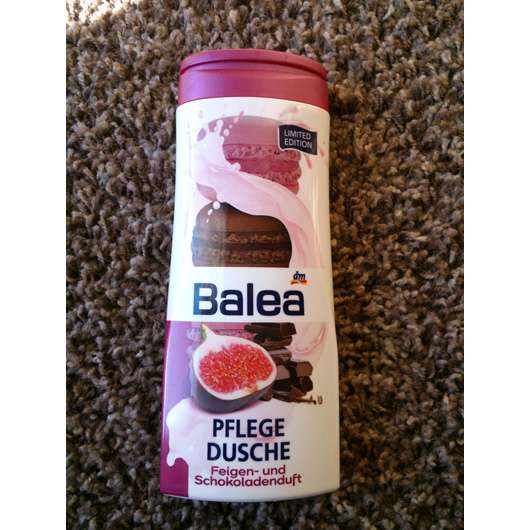 LIMITED
EDITION
dm
Balea
PFLEGE
DUSCHE
Feigen- und
Schokoladenduft